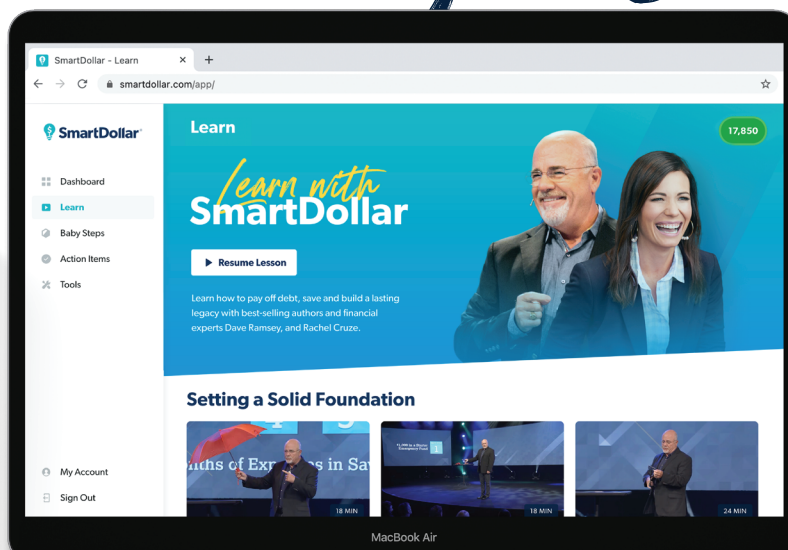 SmartDollar - Learn
smartdollar.com/app/
SmartDollar
Dashboard
Learn
Baby Steps
Action Items
Tools
My Account
Sign Out
Learn
17,850
Learn with
SmartDollar
Resume Lesson
Learn how to pay off debt, save and build a lasting
legacy with best-selling authors and financial
experts Dave Ramsey, and Rachel Cruze.
Setting a Solid Foundation
18 MIN
18 MIN
24 MIN
MacBook Air